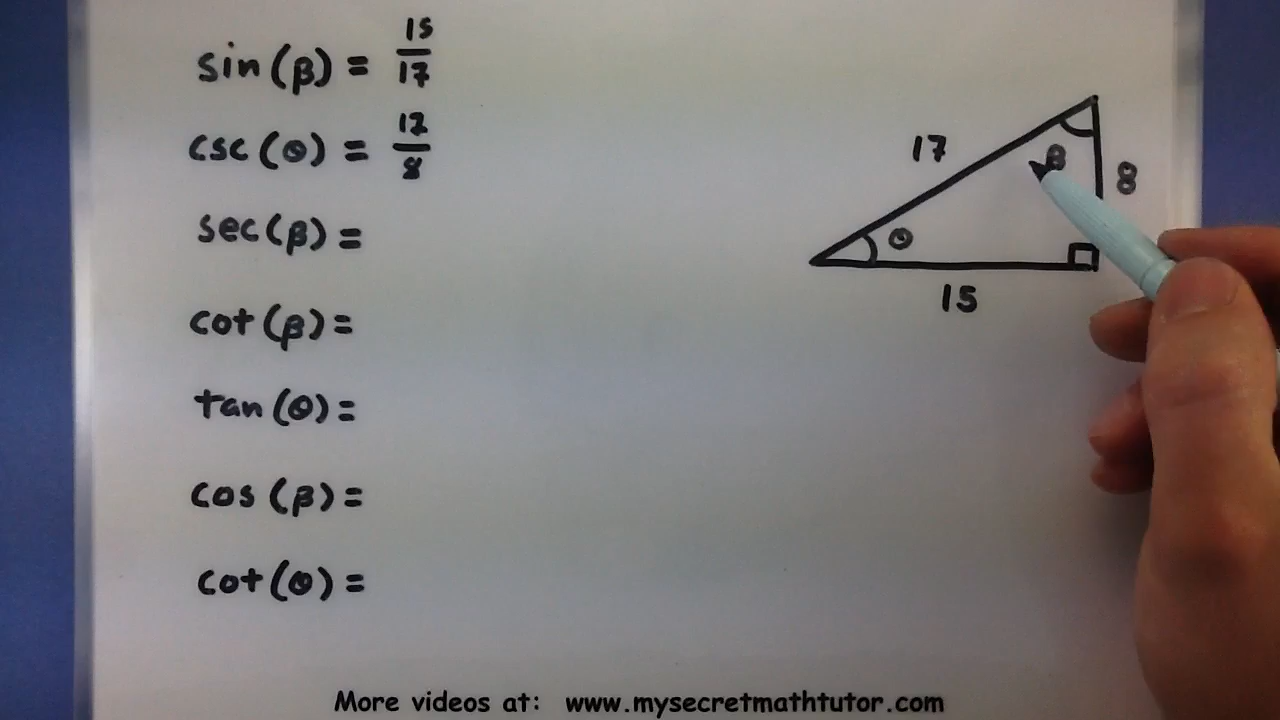 sin(β) = 15/17
csc(θ) = 17/8
sec(β) =
cot(β) =
tan(θ) =
cos(β) =
cot(θ) =
17
β
8
θ
15
More videos at: www.mysecretmathtutor.com